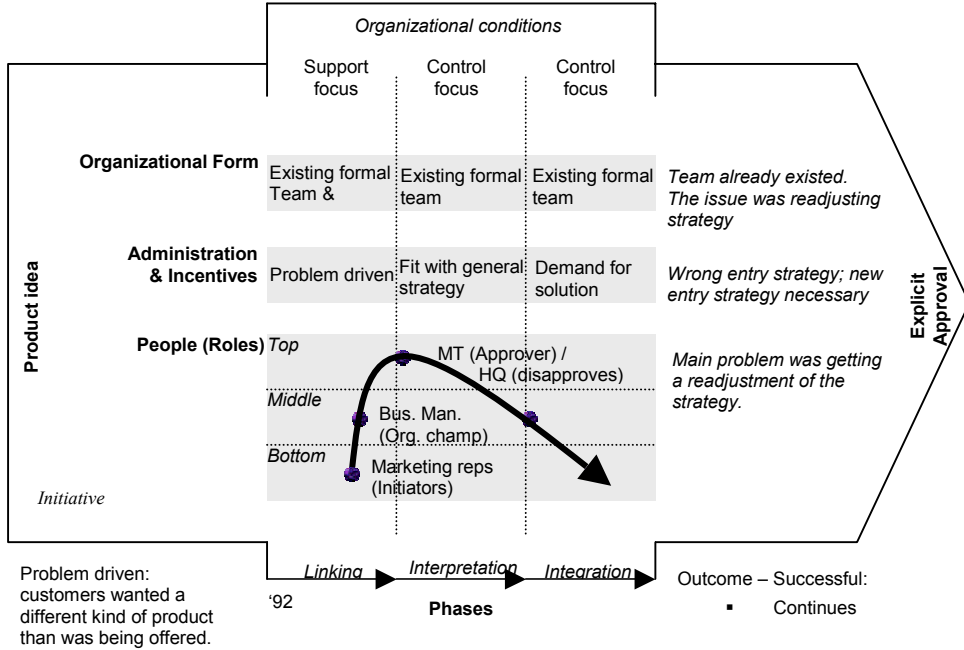 Organizational conditions
Support
focus
Control
focus
Control
focus
Organizational Form
Existing formal
Team &
Existing formal
team
Existing formal
team
Team already existed.
The issue was readjusting
strategy
Administration
& Incentives
Problem driven
Fit with general
strategy
Demand for
solution
Wrong entry strategy; new
entry strategy necessary
Product idea
Explicit
Approval
People (Roles)
Top
MT (Approver) /
HQ (disapproves)
Main problem was getting
a readjustment of the
strategy.
Middle
Bus. Man.
(Org. champ)
Bottom
Marketing reps
(Initiators)
Initiative
Linking
Interpretation
Integration
'92
Phases
Problem driven:
customers wanted a
different kind of product
than was being offered.
Outcome – Successful:
▪ Continues